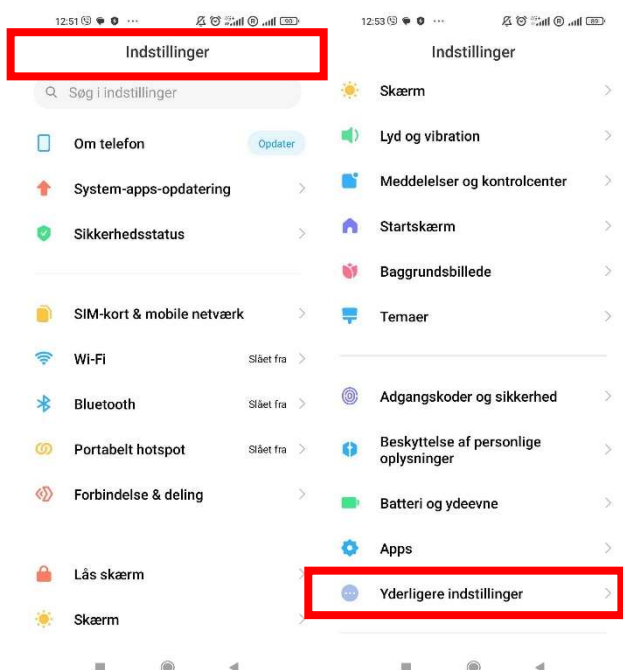 12:51
90
Indstillinger
Søg i indstillinger
Om telefon
Opdater
System-apps-opdatering
Sikkerhedsstatus
SIM-kort & mobile netværk
Wi-Fi
Slået fra
Bluetooth
Slået fra
Portabelt hotspot
Slået fra
Forbindelse & deling
Lås skærm
Skærm
12:53
89
Indstillinger
Skærm
Lyd og vibration
Meddelelser og kontrolcenter
Startskærm
Baggrundsbillede
Temaer
Adgangskoder og sikkerhed
Beskyttelse af personlige
oplysninger
Batteri og ydeevne
Apps
Yderligere indstillinger